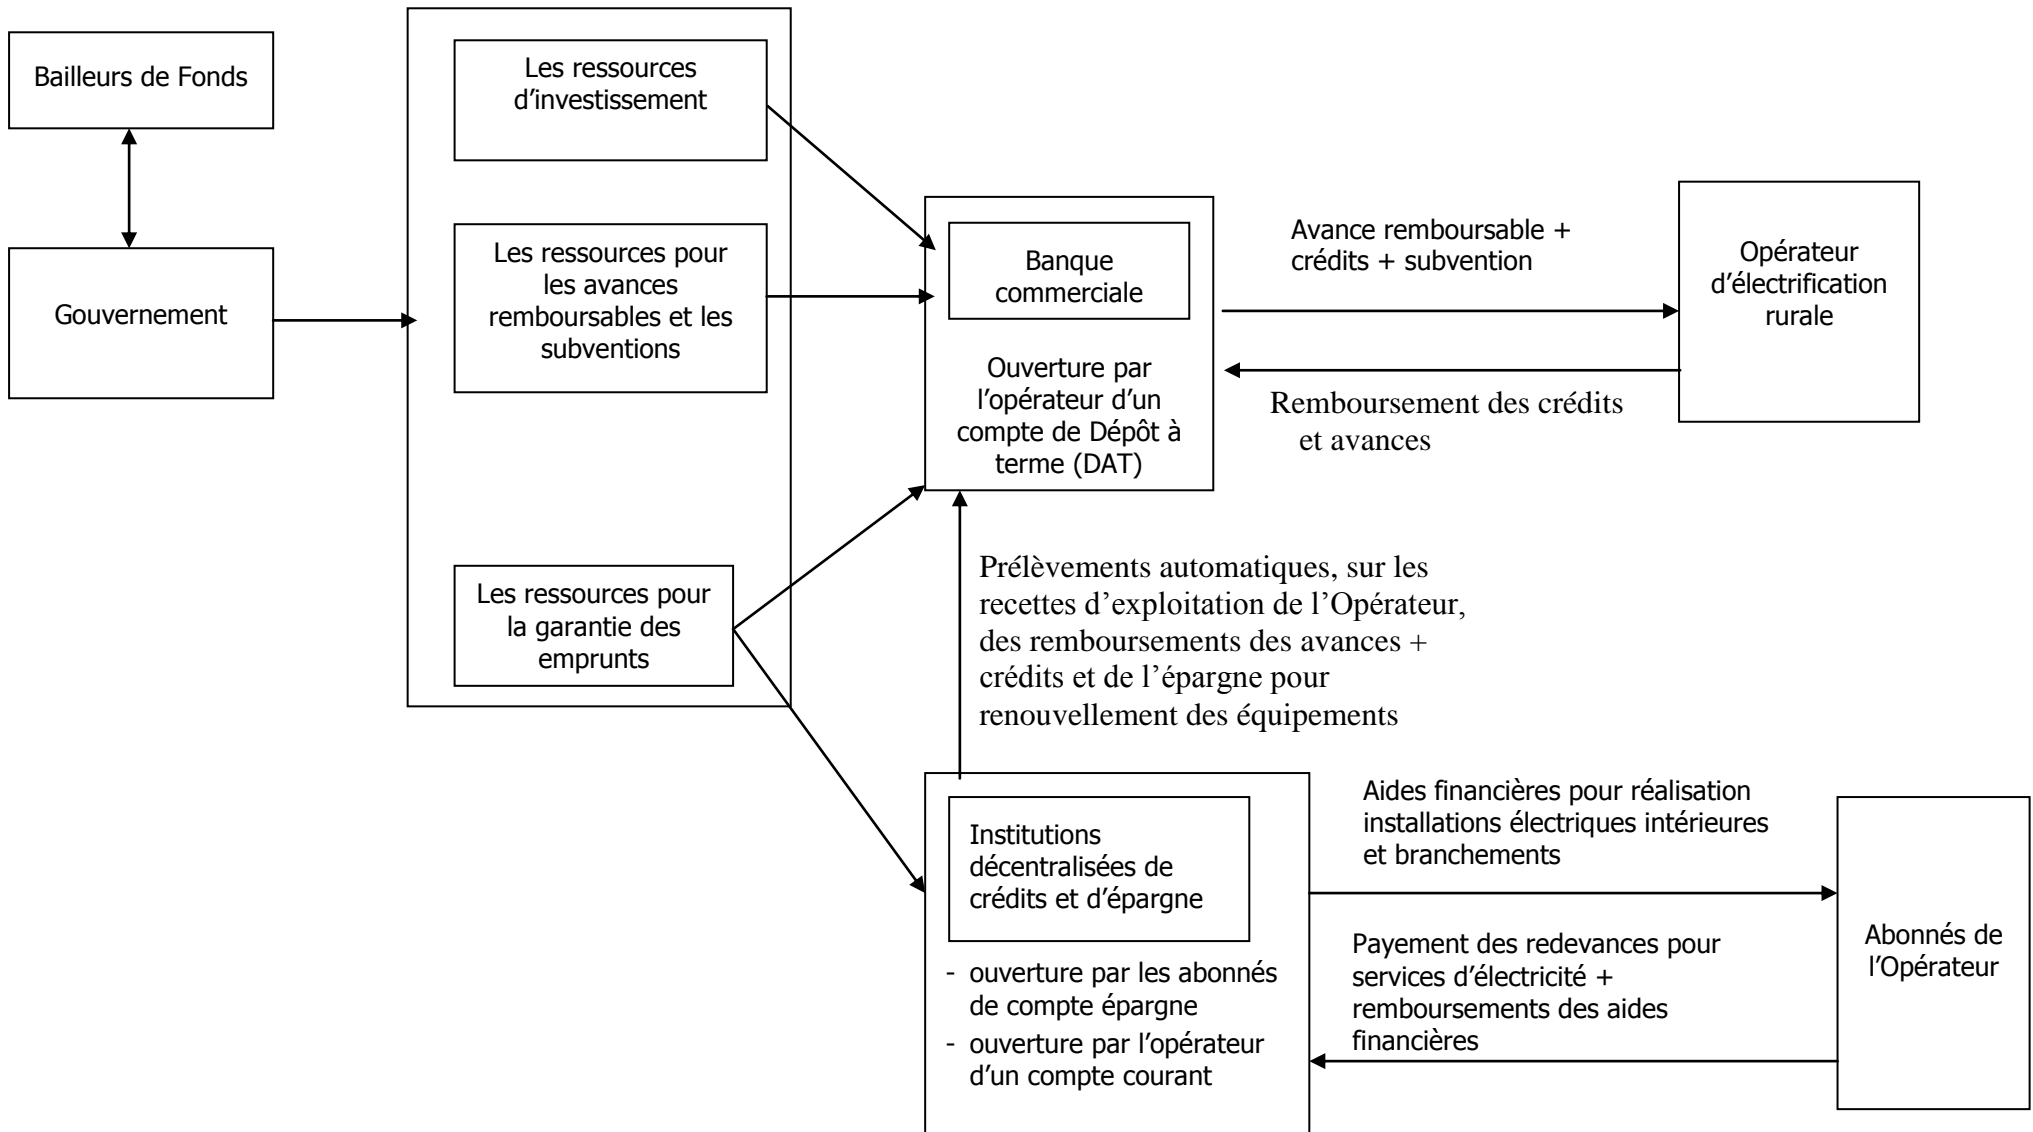 Bailleurs de Fonds
Gouvernement
Les ressources
d’investissement
Les ressources pour
les avances
remboursables et les
subventions
Les ressources pour
la garantie des
emprunts
Banque
commerciale
Ouverture par
l’opérateur d’un
compte de Dépôt à
terme (DAT)
Avance remboursable +
crédits + subvention
Remboursement des crédits
et avances
Opérateur
d’électrification
rurale
Prélèvements automatiques, sur les
recettes d’exploitation de l’Opérateur,
des remboursements des avances +
crédits et de l’épargne pour
renouvellement des équipements
Institutions
décentralisées de
crédits et d’épargne
- ouverture par les abonnés
de compte épargne
- ouverture par l’opérateur
d’un compte courant
Aides financières pour réalisation
installations électriques intérieures
et branchements
Payement des redevances pour
services d’électricité +
remboursements des aides
financières
Abonnés de
l’Opérateur